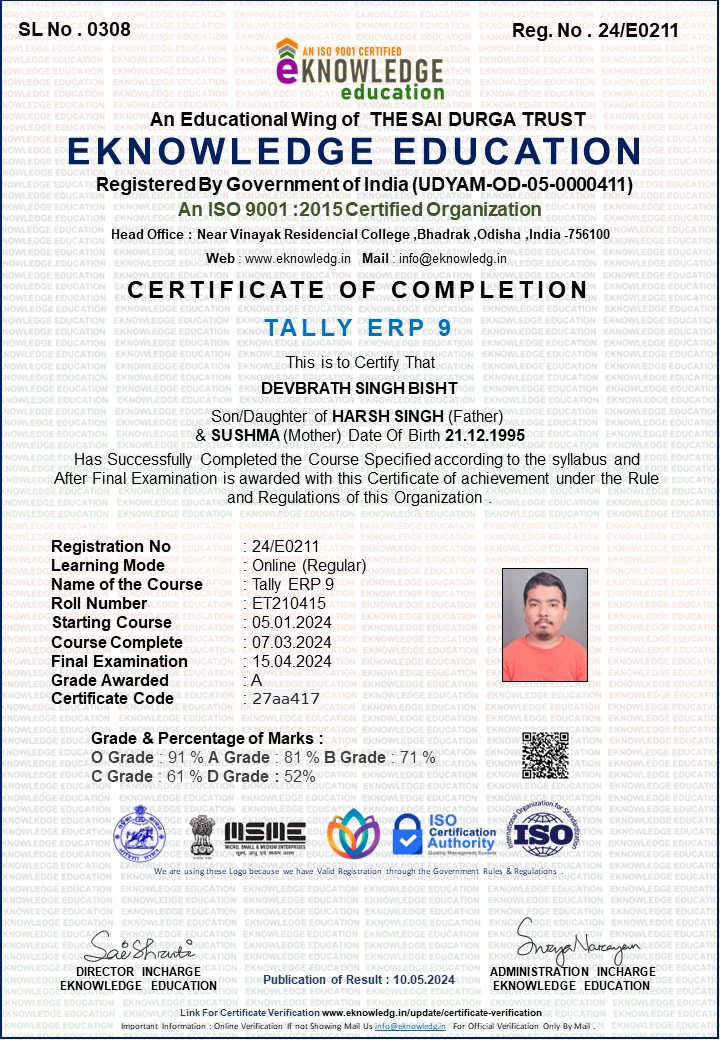 SL No . 0308
Reg. No . 24/E0211
AN ISO 9001 CERTIFIED
eKNOWLEDGE
education
An Educational Wing of THE SAI DURGA TRUST
EKNOWLEDGE EDUCATION
Registered By Government of India (UDYAM-OD-05-0000411)
An ISO 9001 :2015 Certified Organization
Head Office : Near Vinayak Residencial College ,Bhadrak ,Odisha ,India -756100
Web : www.eknowledg.in Mail : info@eknowledg.in
CERTIFICATE OF COMPLETION
TALLY ERP 9
This is to Certify That
DEVBRATH SINGH BISHT
Son/Daughter of HARSH SINGH (Father)
& SUSHMA (Mother) Date Of Birth 21.12.1995
Has Successfully Completed the Course Specified according to the syllabus and
After Final Examination is awarded with this Certificate of achievement under the Rule
and Regulations of this Organization .
Registration No : 24/E0211
Learning Mode : Online (Regular)
Name of the Course : Tally ERP 9
Roll Number : ET210415
Starting Course : 05.01.2024
Course Complete : 07.03.2024
Final Examination : 15.04.2024
Grade Awarded : A
Certificate Code : 27aa417
Grade & Percentage of Marks :
O Grade : 91 % A Grade : 81 % B Grade : 71 %
C Grade : 61 % D Grade : 52%
MSME
MICRO, SMALL & MEDIUM ENTERPRISES
सूक्ष्म, लघु एवं मध्यम उद्यम
ISO
Certification
Authority
Quality Management System
International Organization for Standardization
ISO
We are using these Logo because we have Valid Registration through the Government Rules & Regulations .
Sai Shruti
DIRECTOR INCHARGE
EKNOWLEDGE EDUCATION
Publication of Result : 10.05.2024
Surya Narayan
ADMINISTRATION INCHARGE
EKNOWLEDGE EDUCATION
Link For Certificate Verification www.eknowledg.in/update/certificate-verification
Important Information : Online Verification If not Showing Mail Us info@eknowledg.in For Official Verification Only By Mail .